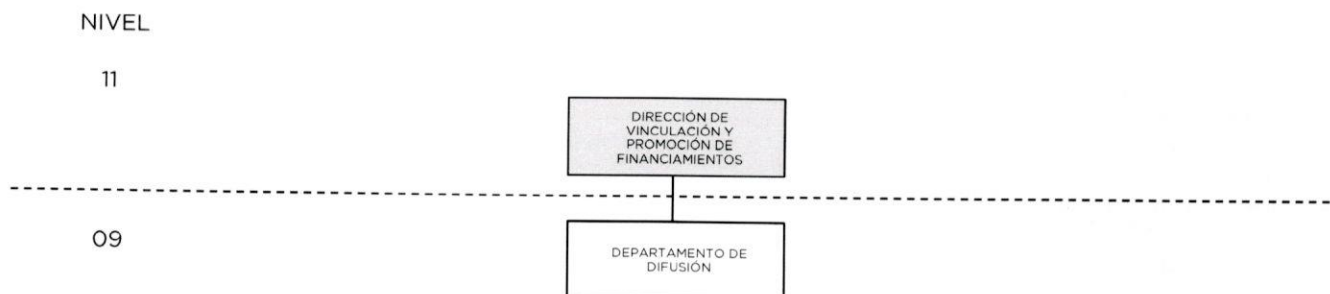 NIVEL
11
DIRECCIÓN DE
VINCULACIÓN Y
PROMOCIÓN DE
FINANCIAMIENTOS
09
DEPARTAMENTO DE
DIFUSIÓN